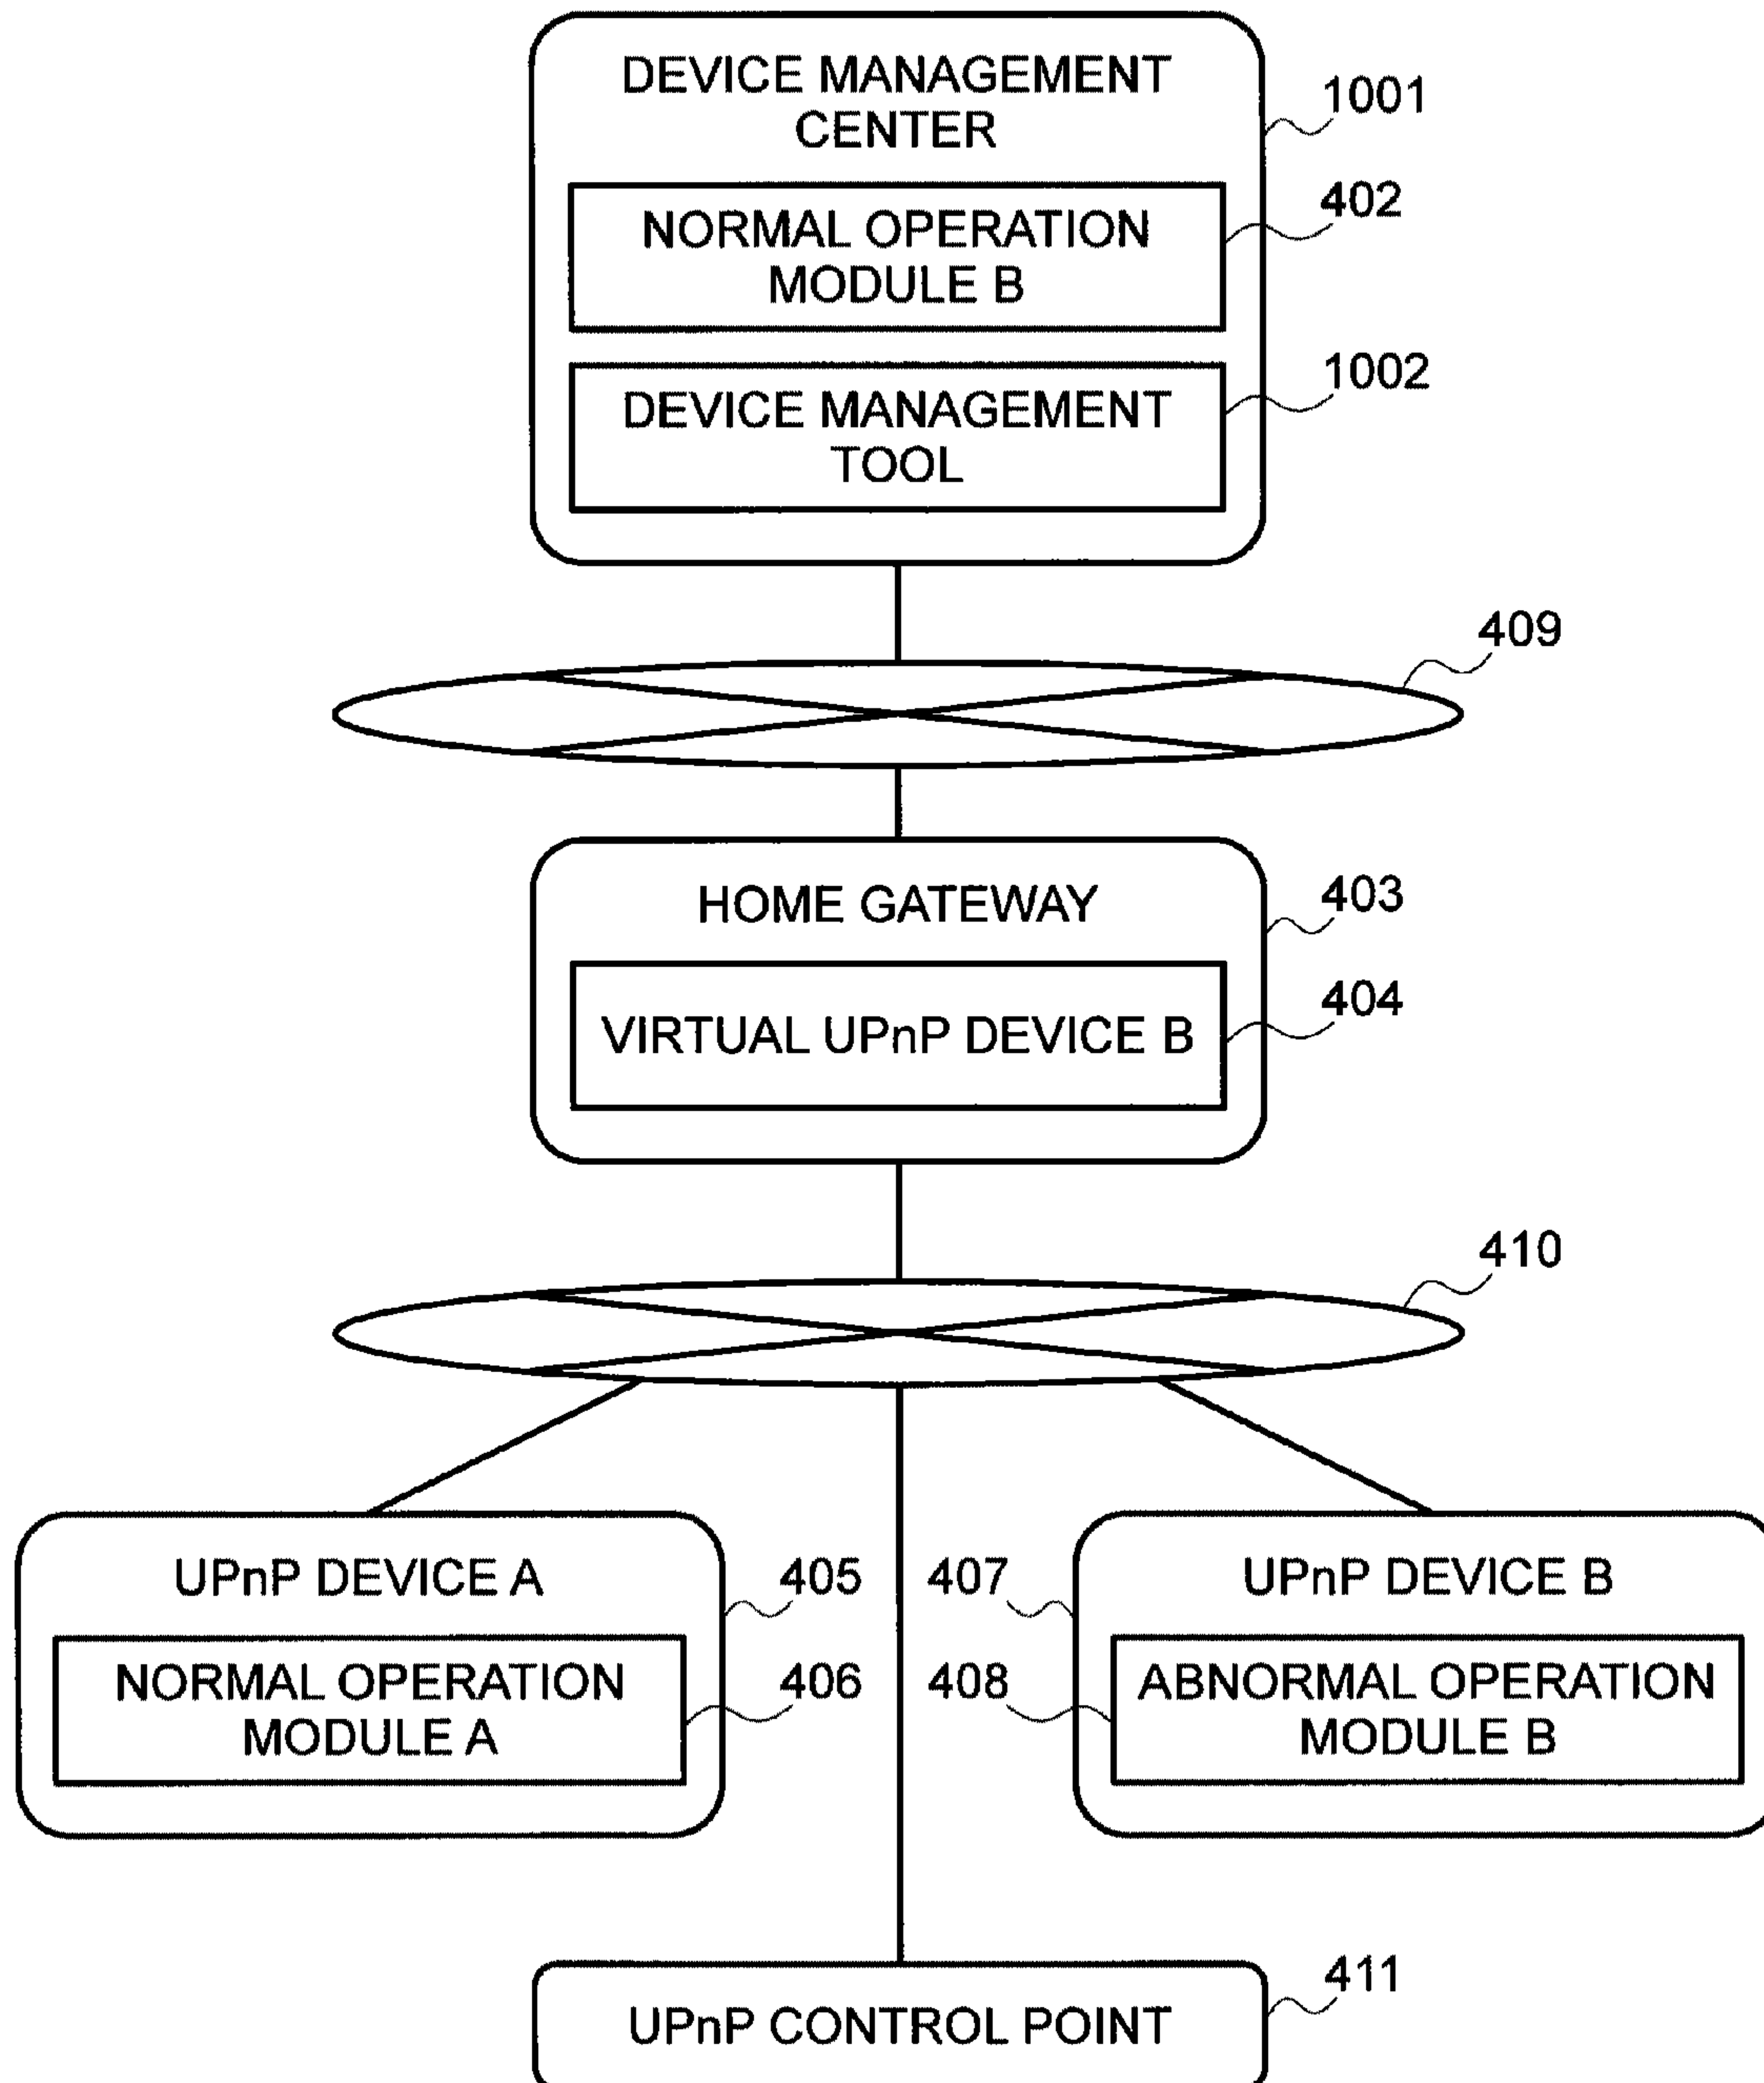 DEVICE MANAGEMENT
CENTER
1001
NORMAL OPERATION
MODULE B
402
DEVICE MANAGEMENT
TOOL
1002
409
HOME GATEWAY
403
VIRTUAL UPnP DEVICE B
404
410
UPnP DEVICE A
405
NORMAL OPERATION
MODULE A
406
407
UPnP DEVICE B
408
ABNORMAL OPERATION
MODULE B
UPnP CONTROL POINT
411